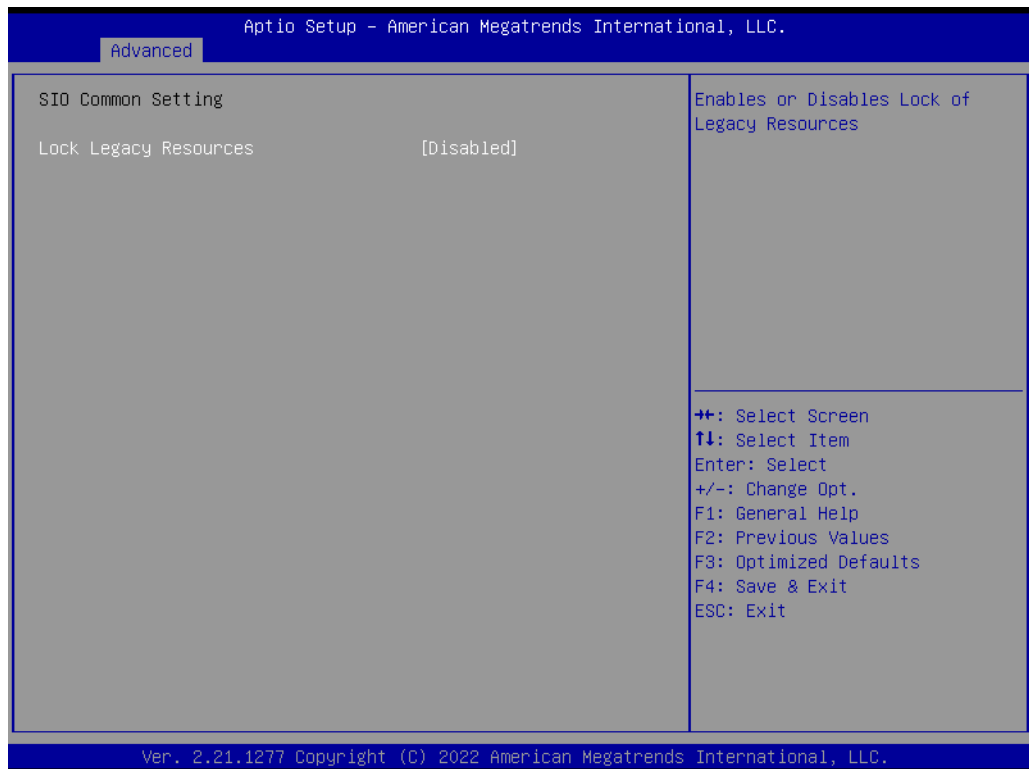 Aptio Setup – American Megatrends International, LLC.
Advanced
SIO Common Setting
Lock Legacy Resources [Disabled]
Enables or Disables Lock of
Legacy Resources
→←: Select Screen
↑↓: Select Item
Enter: Select
+/-: Change Opt.
F1: General Help
F2: Previous Values
F3: Optimized Defaults
F4: Save & Exit
ESC: Exit
Ver. 2.21.1277 Copyright (C) 2022 American Megatrends International, LLC.